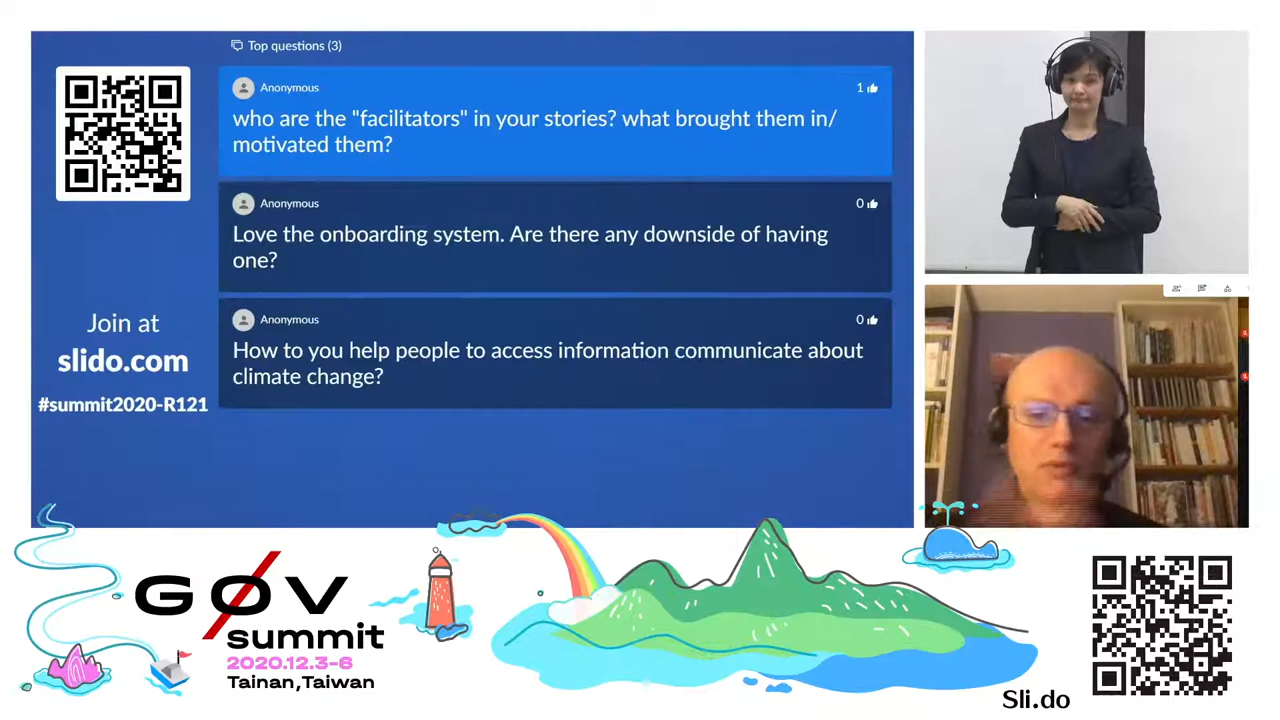 Top questions (3)
Anonymous
1
who are the "facilitators" in your stories? what brought them in/
motivated them?
Anonymous
0
Love the onboarding system. Are there any downside of having
one?
Anonymous
0
How to you help people to access information communicate about
climate change?
Join at
slido.com
#summit2020-R121
GØV
summit
2020.12.3-6
Tainan,Taiwan
Sli.do